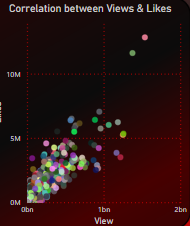 Correlation between Views & Likes
10M
5M
0M
0bn 1bn 2bn
View